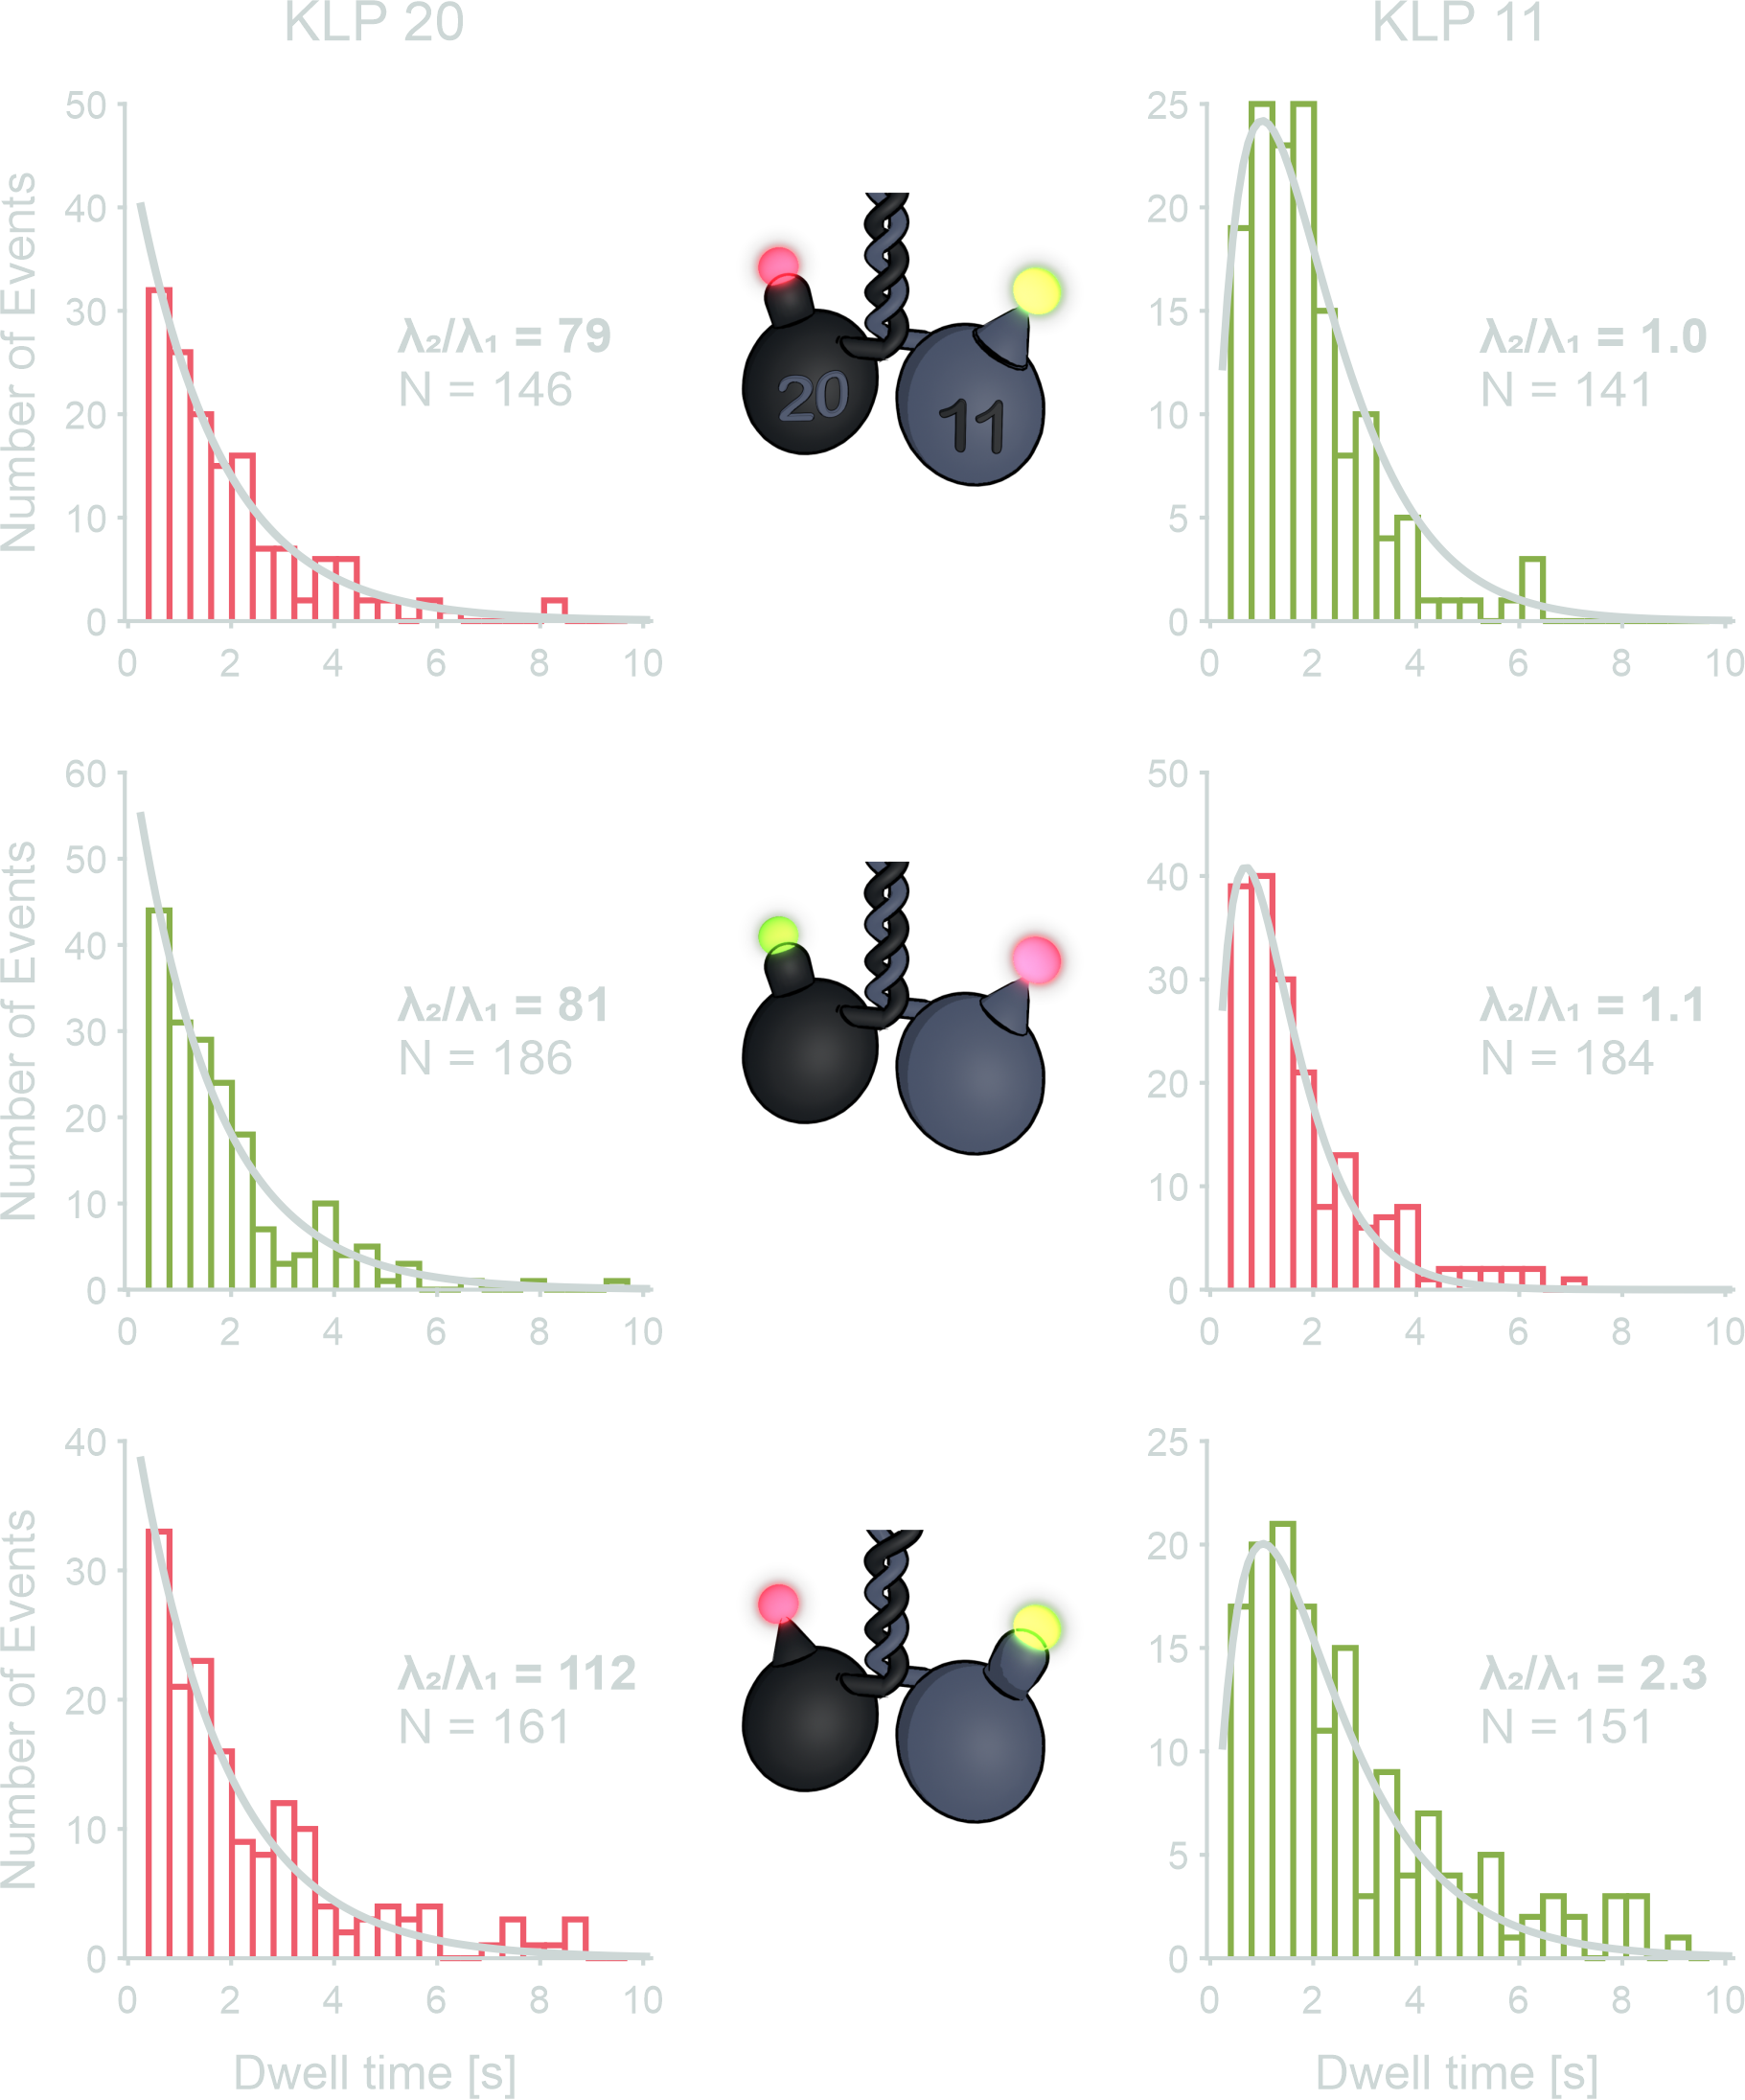 KLP 20
KLP 11
Number of Events
50
40
30
20
10
0
0 2 4 6 8 10
λ₂/λ₁ = 79
N = 146
20
11
25
20
15
10
5
0
0 2 4 6 8 10
λ₂/λ₁ = 1.0
N = 141
Number of Events
60
50
40
30
20
10
0
0 2 4 6 8 10
λ₂/λ₁ = 81
N = 186
50
40
30
20
10
0
0 2 4 6 8 10
λ₂/λ₁ = 1.1
N = 184
Number of Events
40
30
20
10
0
0 2 4 6 8 10
λ₂/λ₁ = 112
N = 161
Dwell time [s]
25
20
15
10
5
0
0 2 4 6 8 10
λ₂/λ₁ = 2.3
N = 151
Dwell time [s]